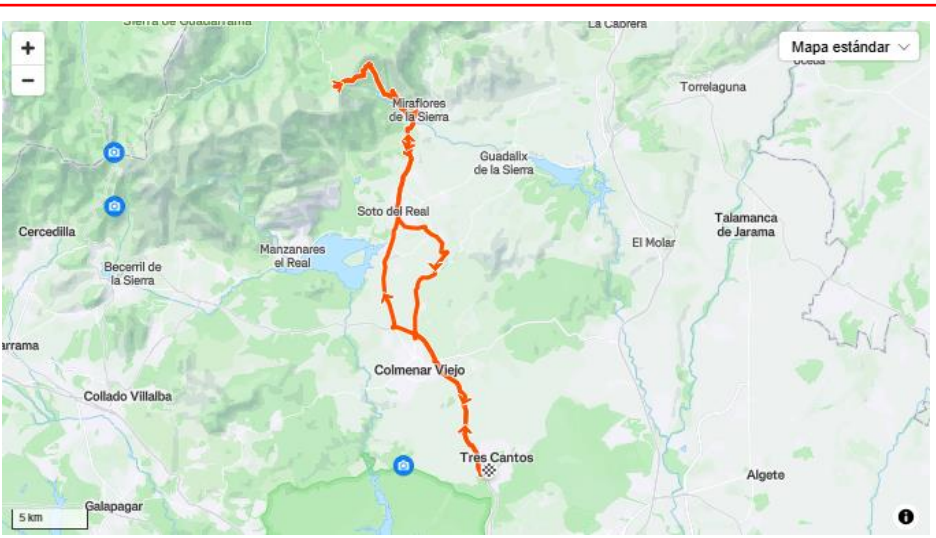 Sierra de Guadarrama
La Cabrera
+
Mapa estándar
−
Uceda
Torrelaguna
Miraflores
de la Sierra
Guadalix
de la Sierra
Soto del Real
Talamanca
de Jarama
Cercedilla
El Molar
Manzanares
el Real
Becerril de
la Sierra
arrama
Colmenar Viejo
Collado Villalba
Tres Cantos
Algete
Galapagar
5 km